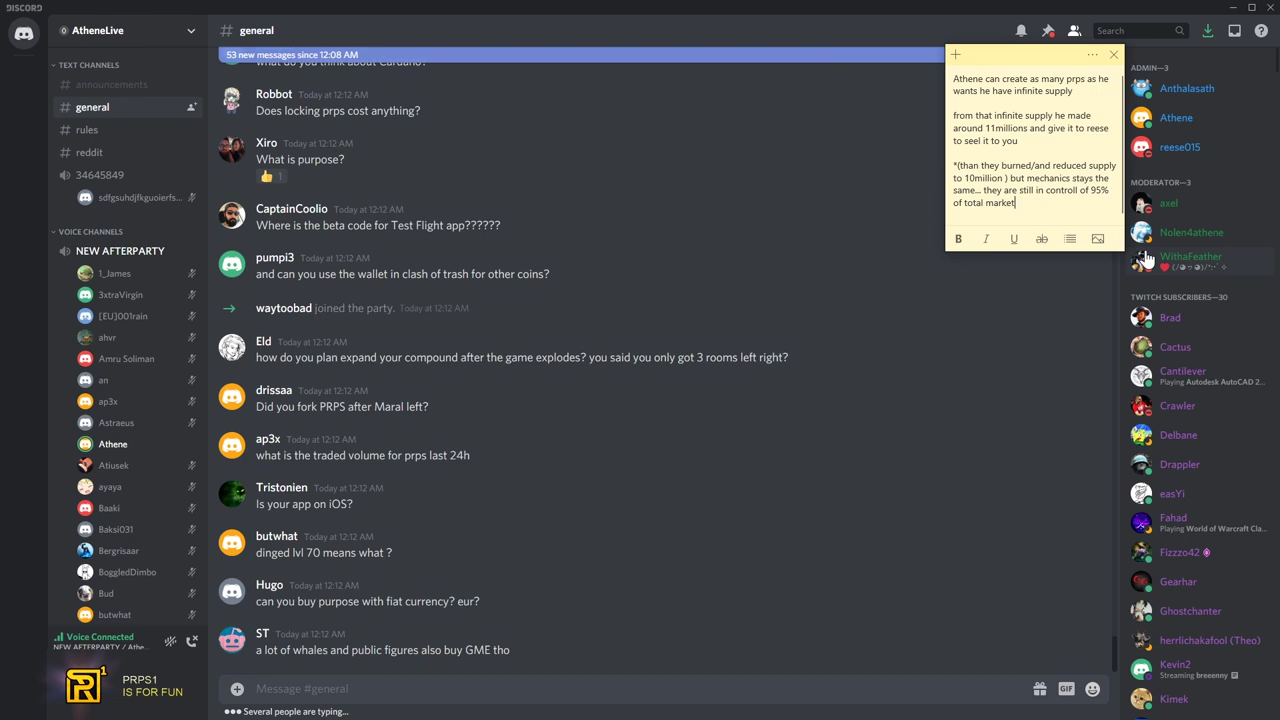 DISCORD
AtheneLive
# general
Search
53 new messages since 12:08 AM
TEXT CHANNELS
# announcements
# general
# rules
# reddit
34645849
sdfgsuhdjfkguoierfs...
VOICE CHANNELS
NEW AFTERPARTY
1_James
3xtraVirgin
[EU]001rain
ahvr
Amru Soliman
an
ap3x
Astraeus
Athene
Atiusek
ayaya
Baaki
Baksi031
Bergrisaar
BoggledDimbo
Bud
butwhat
Voice Connected
NEW AFTERPARTY / Athe...
PRPS1
IS FOR FUN
what do you think about Cardano?
Robbot Today at 12:12 AM
Does locking prps cost anything?
Xiro Today at 12:12 AM
What is purpose?
1
CaptainCoolio Today at 12:12 AM
Where is the beta code for Test Flight app??????
pumpi3 Today at 12:12 AM
and can you use the wallet in clash of trash for other coins?
waytoobad joined the party. Today at 12:12 AM
Eld Today at 12:12 AM
how do you plan expand your compound after the game explodes? you said you only got 3 rooms left right?
drissaa Today at 12:12 AM
Did you fork PRPS after Maral left?
ap3x Today at 12:12 AM
what is the traded volume for prps last 24h
Tristonien Today at 12:12 AM
Is your app on iOS?
butwhat Today at 12:12 AM
dinged lvl 70 means what ?
Hugo Today at 12:12 AM
can you buy purpose with fiat currency? eur?
ST Today at 12:12 AM
a lot of whales and public figures also buy GME tho
Message #general
GIF
Several people are typing...
Athene can create as many prps as he
wants he have infinite supply
from that infinite supply he made
around 11millions and give it to reese
to seel it to you
*(than they burned/and reduced supply
to 10million ) but mechanics stays the
same... they are still in controll of 95%
of total market
B I U ab
ADMIN—3
Anthalasath
Athene
reese015
MODERATOR—3
axel
Nolen4athene
WithaFeather
TWITCH SUBSCRIBERS—30
Brad
Cactus
Cantilever
Playing Autodesk AutoCAD 2...
Crawler
Delbane
Drappler
easYi
Fahad
Playing World of Warcraft Cla...
Fizzzo42
Gearhar
Ghostchanter
herrlichakafool (Theo)
Kevin2
Streaming breeenny
Kimek